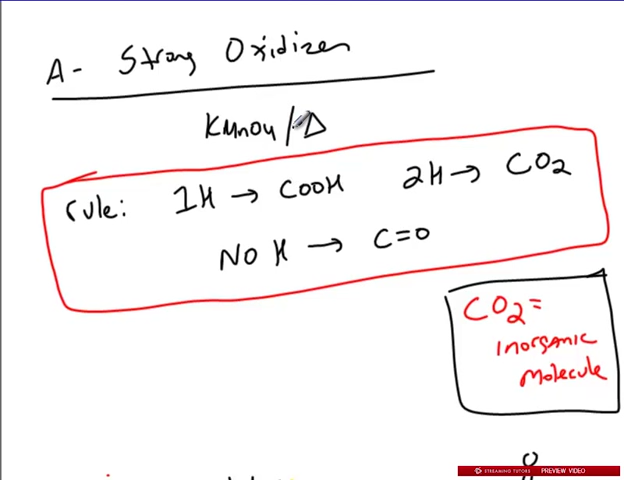 A- Strong Oxidizer
KMnO4/Δ
rule: 1H → COOH 2H → CO2
NO H → C=O
CO2=
inorganic
molecule
STREAMING TUTORS PREVIEW VIDEO